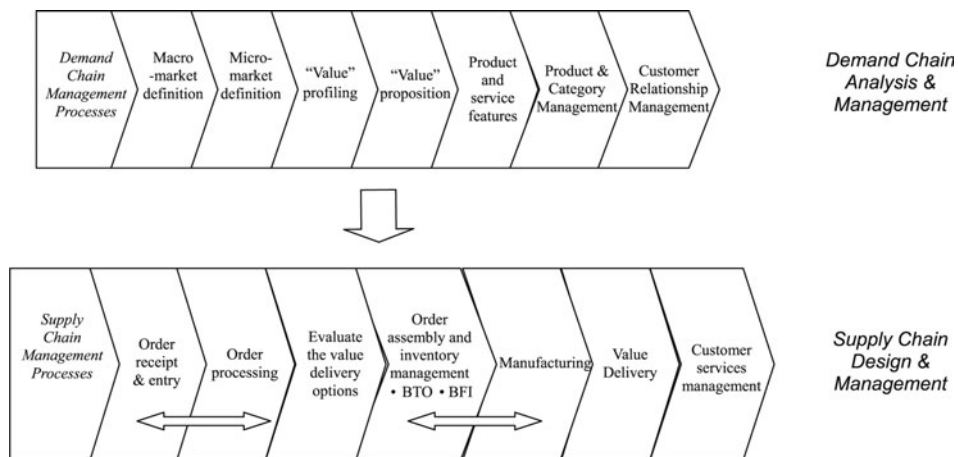 Demand
Chain
Management
Processes
Macro
-market
definition
Micro-
market
definition
“Value”
profiling
“Value”
proposition
Product
and
service
features
Product &
Category
Management
Customer
Relationship
Management
Demand Chain
Analysis &
Management
Supply
Chain
Management
Processes
Order
receipt
& entry
Order
processing
Evaluate
the value
delivery
options
Order
assembly and
inventory
management
• BTO • BFI
Manufacturing
Value
Delivery
Customer
services
management
Supply Chain
Design &
Management